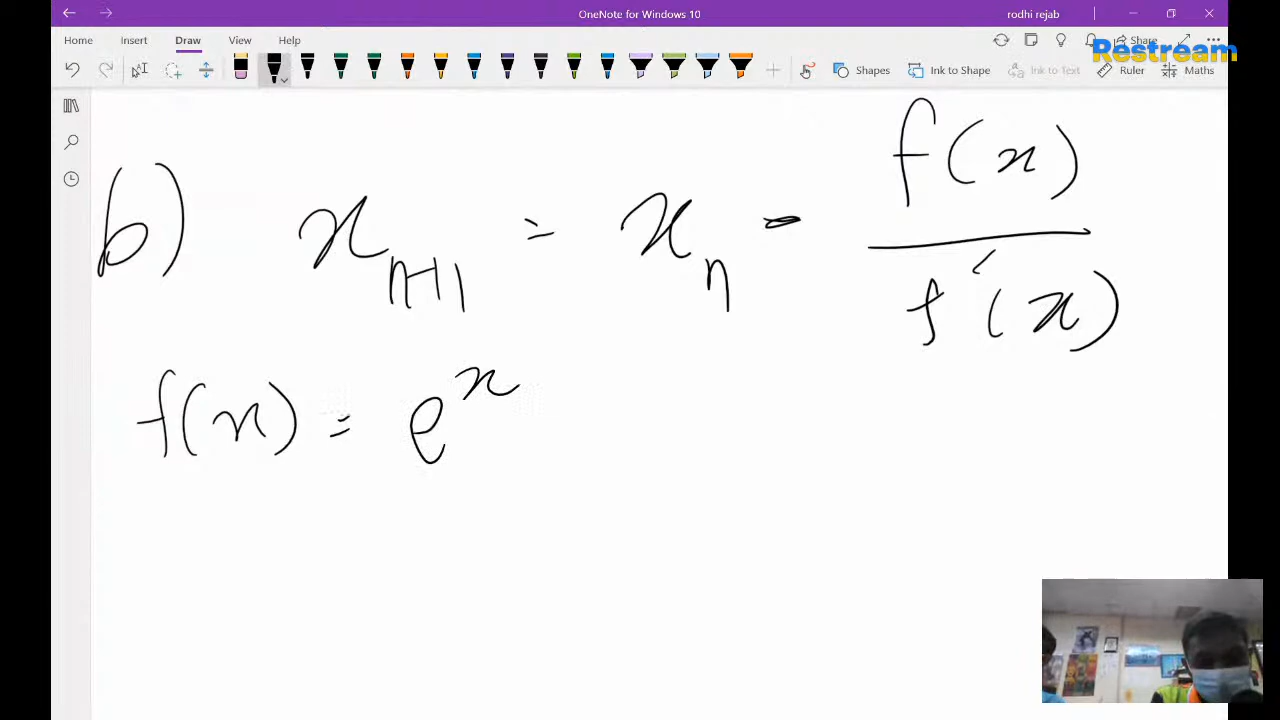 OneNote for Windows 10
rodhi rejab
Home Insert Draw View Help
Share
Restream
Shapes Ink to Shape Ink to Text Ruler Maths
b) x_{n+1} = x_n - f(x) / f'(x)
f(x) = e^x